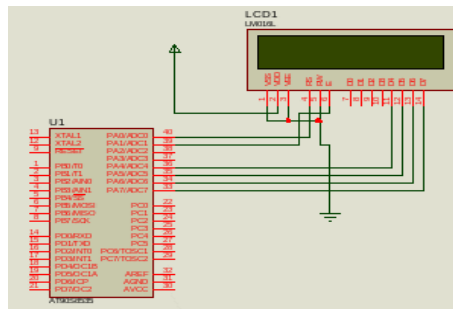 LCD1
LM016L
VSS VDD VEE RS RW E D0 D1 D2 D3 D4 D5 D6 D7
1 2 3 4 5 6 7 8 9 10 11 12 13 14
U1
13 XTAL1 PA0/ADC0 40
12 XTAL2 PA1/ADC1 39
9 RESET PA2/ADC2
PA3/ADC3
1 PB0/T0 PA4/ADC4 36
2 PB1/T1 PA5/ADC5 35
3 PB2/AIN0 PA6/ADC6 34
4 PB3/AIN1 PA7/ADC7 33
5 PB4/SS
6 PB5/MOSI PC0 22
7 PB6/MISO PC1 23
8 PB7/SCK PC2 24
PC3 25
14 PD0/RXD PC4 26
15 PD1/TXD PC5 27
16 PD2/INT0 PC6/TOSC1 28
17 PD3/INT1 PC7/TOSC2 29
18 PD4/OC1B
19 PD5/OC1A AREF 32
20 PD6/ICP AGND 31
21 PD7/OC2 AVCC 30
AT90S8535